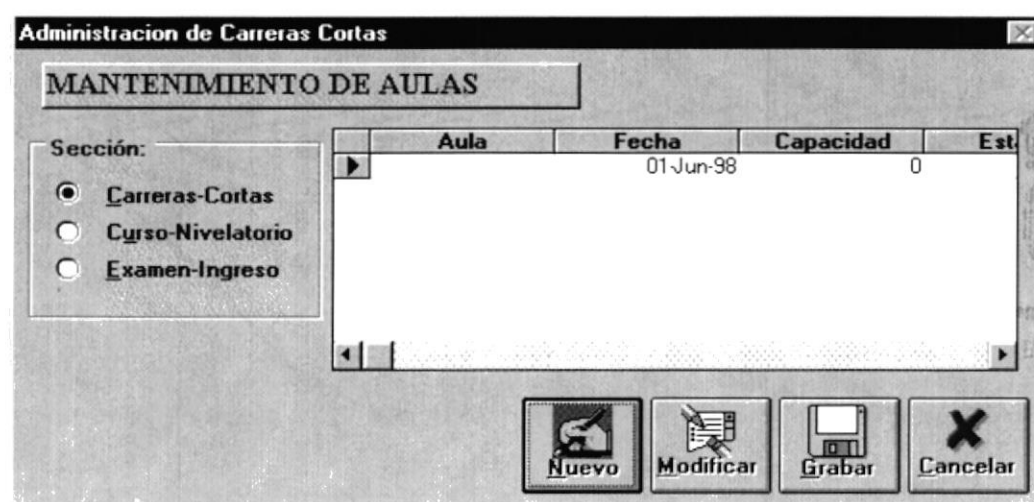 Administracion de Carreras Cortas
MANTENIMIENTO DE AULAS
Sección:
Carreras-Cortas
Curso-Nivelatorio
Examen-Ingreso
Aula Fecha Capacidad Est
01-Jun-98 0
Nuevo Modificar Grabar Cancelar